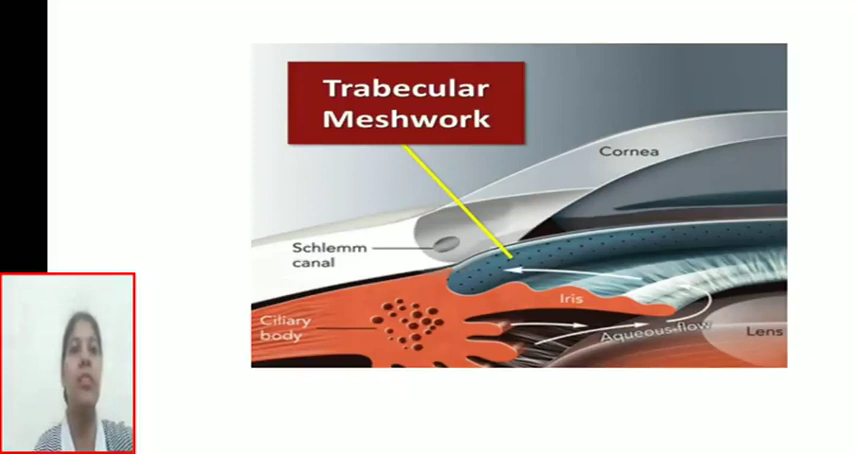 Trabecular
Meshwork
Cornea
Schlemm
canal
Iris
Ciliary
body
Aqueous flow
Lens